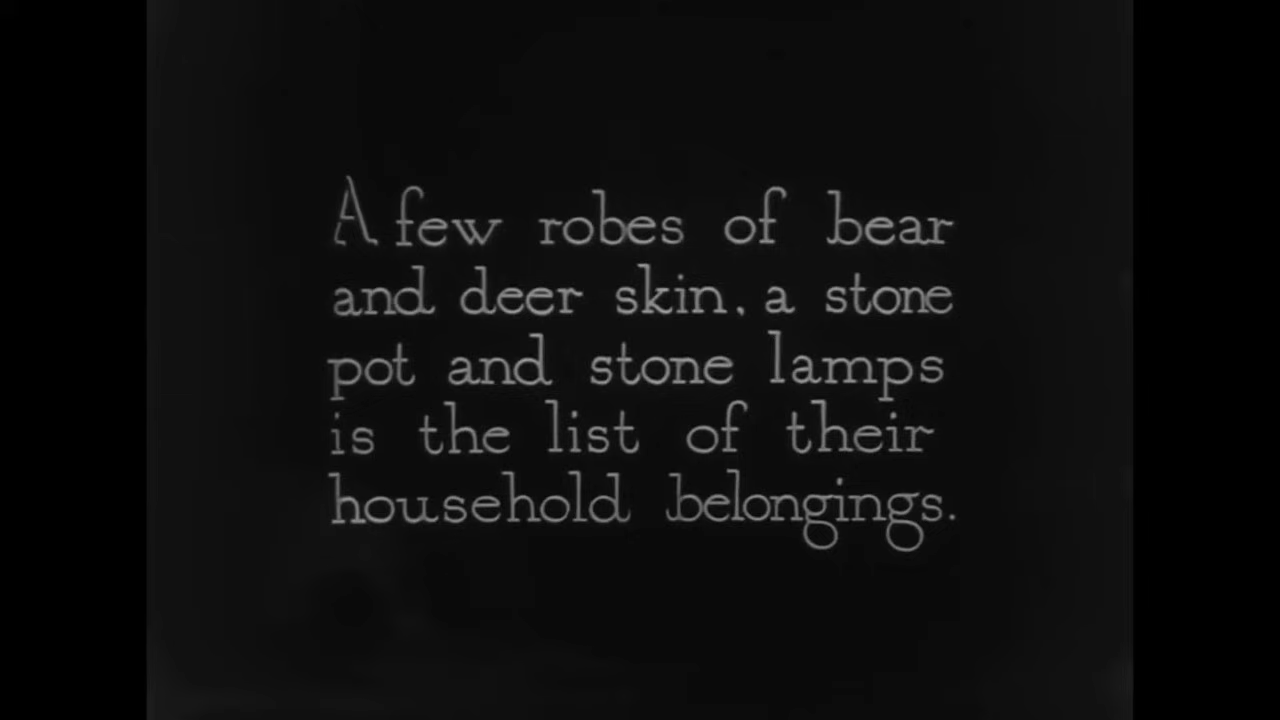 A few robes of bear
and deer skin, a stone
pot and stone lamps
is the list of their
household belongings.